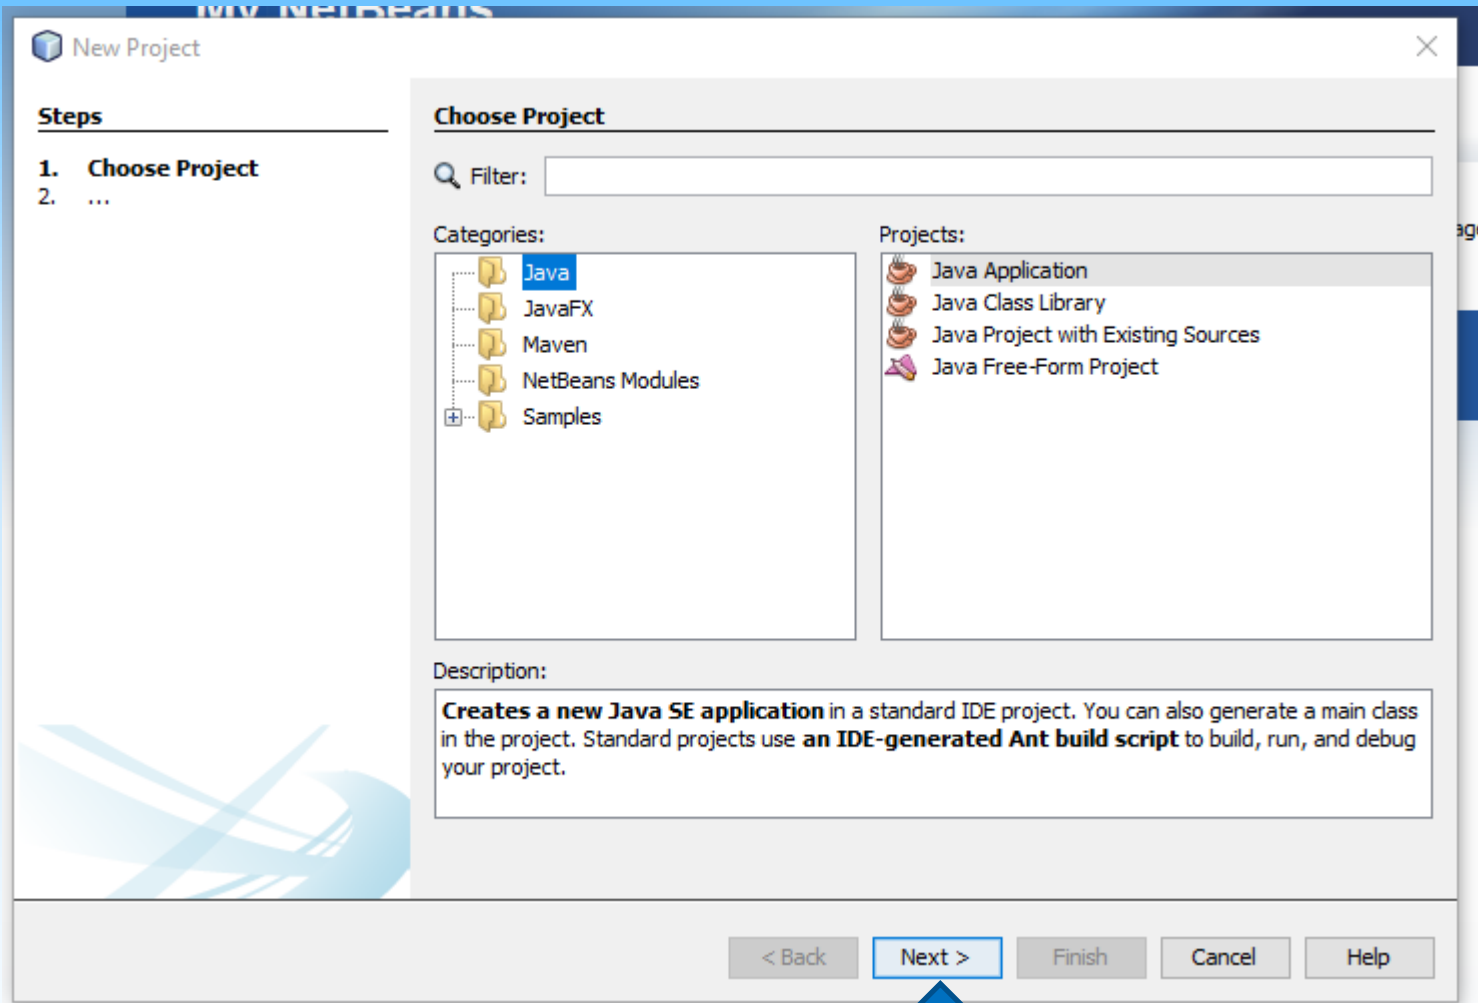 My NetBeans
New Project
Steps
1. Choose Project
2. ...
Choose Project
Filter:
Categories:
Java
JavaFX
Maven
NetBeans Modules
Samples
Projects:
Java Application
Java Class Library
Java Project with Existing Sources
Java Free-Form Project
Description:
Creates a new Java SE application in a standard IDE project. You can also generate a main class
in the project. Standard projects use an IDE-generated Ant build script to build, run, and debug
your project.
< Back
Next >
Finish
Cancel
Help